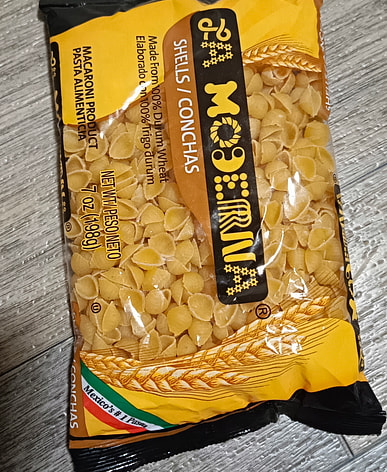 LA MODERNA
®
SHELLS / CONCHAS
Made from 100% Durum Wheat
Elaborado con 100% trigo durum
MACARONI PRODUCT
PASTA ALIMENTICIA
NET WT/PESO NETO
7 oz (198g)
Mexico's # 1 Pasta
CONCHAS